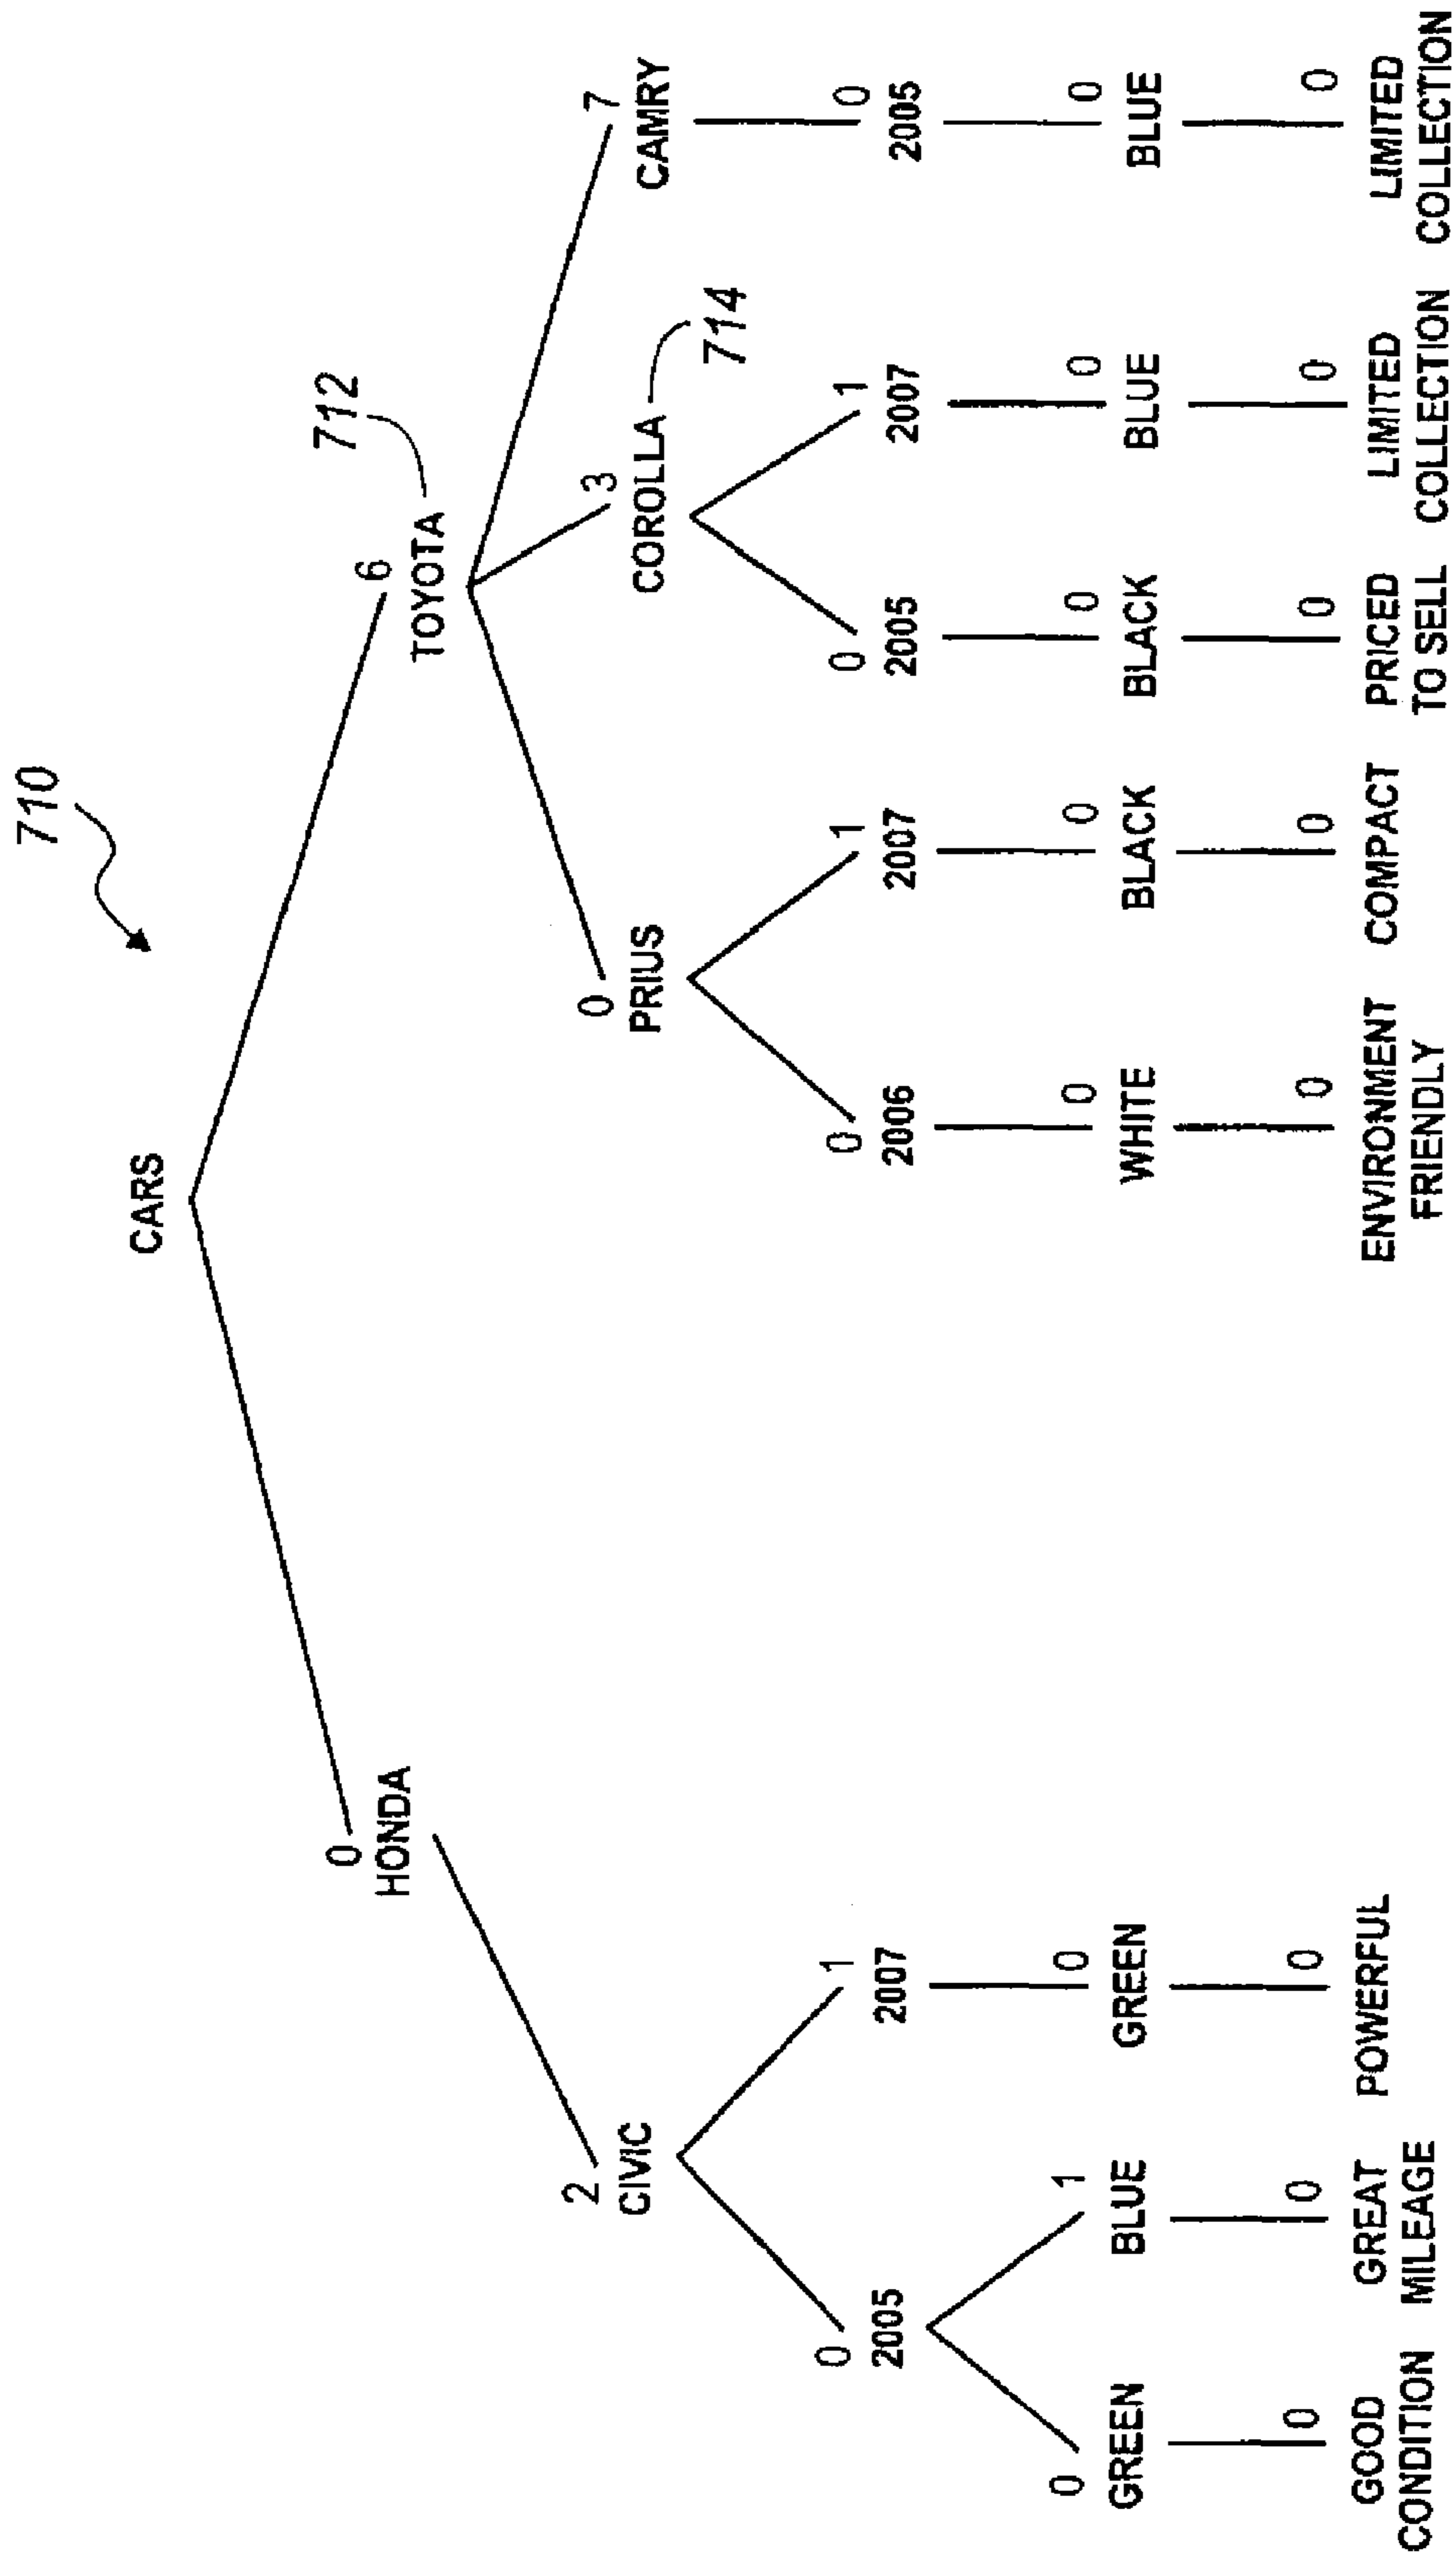 710
CARS
0
HONDA
6
TOYOTA
712
2
CIVIC
0
PRIUS
3
COROLLA
714
7
CAMRY
0
2005
1
2007
0
2006
1
2007
0
2005
1
2007
0
2005
0
GREEN
1
BLUE
0
GREEN
0
WHITE
0
BLACK
0
BLACK
0
BLUE
0
BLUE
0
GOOD
CONDITION
0
GREAT
MILEAGE
0
POWERFUL
0
ENVIRONMENT
FRIENDLY
0
COMPACT
0
PRICED
TO SELL
0
LIMITED
COLLECTION
0
LIMITED
COLLECTION